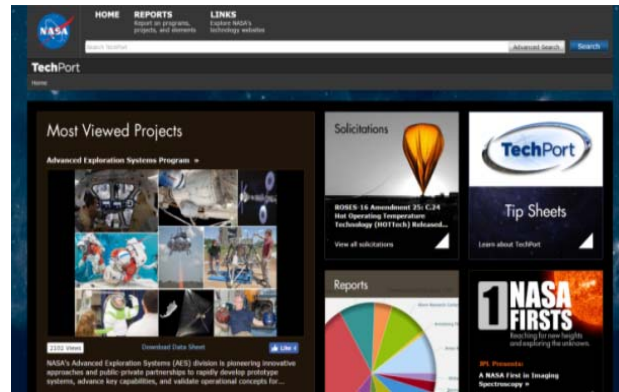 NASA
HOME
REPORTS
Report on programs,
projects, and elements
LINKS
Explore NASA's
technology websites
Search TechPort
Advanced Search
Search
TechPort
Home
Most Viewed Projects
Advanced Exploration Systems Program »
2102 Views
Download Data Sheet
Like
NASA's Advanced Exploration Systems (AES) division is pioneering innovative
approaches and public-private partnerships to rapidly develop prototype
systems, advance key capabilities, and validate operational concepts for...
Solicitations
ROSES-16 Amendment 25: C.24
Hot Operating Temperature
Technology (HOTTech) Released...
View all solicitations
TechPort
Tip Sheets
Learn about TechPort
Reports
1 NASA
FIRSTS
Reaching for new heights
and exploring the unknown.
JPL Presents:
A NASA First in Imaging
Spectroscopy »